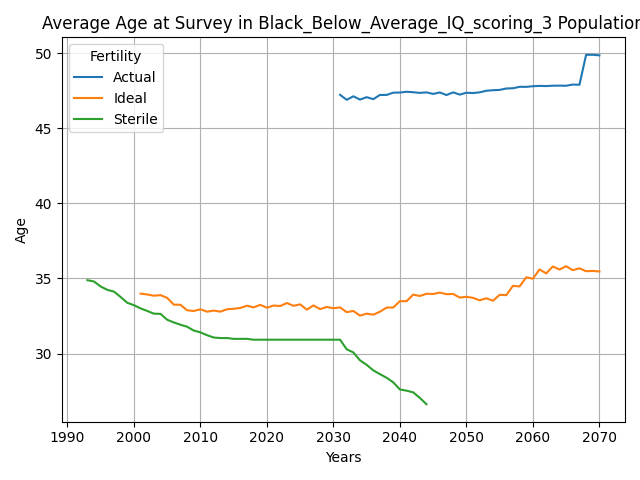 Average Age at Survey in Black_Below_Average_IQ_scoring_3 Population
Fertility
Actual
Ideal
Sterile
Age
50
45
40
35
30
1990 2000 2010 2020 2030 2040 2050 2060 2070
Years